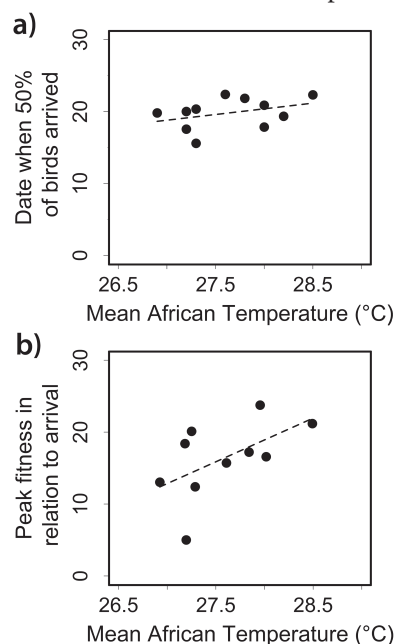 a)
Date when 50%
of birds arrived
30
20
10
0
26.5 27.5 28.5
Mean African Temperature (°C)
b)
Peak fitness in
relation to arrival
30
20
10
0
26.5 27.5 28.5
Mean African Temperature (°C)